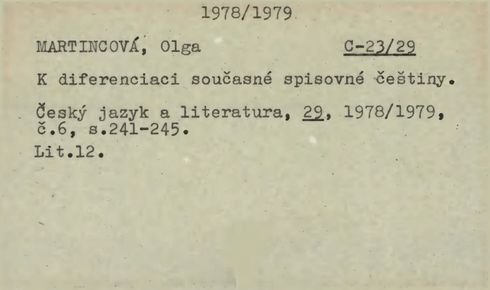 1978/1979
MARTINCOVÁ, Olga C-23/29
K diferenciaci současné spisovné češtiny.
Český jazyk a literatura, 29, 1978/1979,
č.6, s.241-245.
Lit.12.